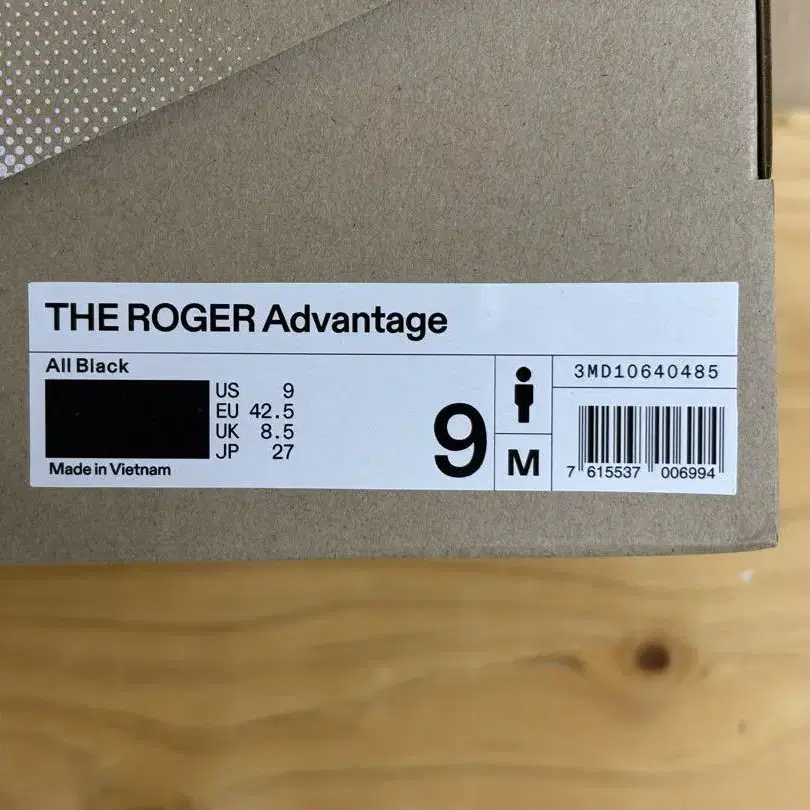 THE ROGER Advantage
All Black
US 9
EU 42.5
UK 8.5
JP 27
Made in Vietnam
9
M
3MD10640485
7 615537 006994